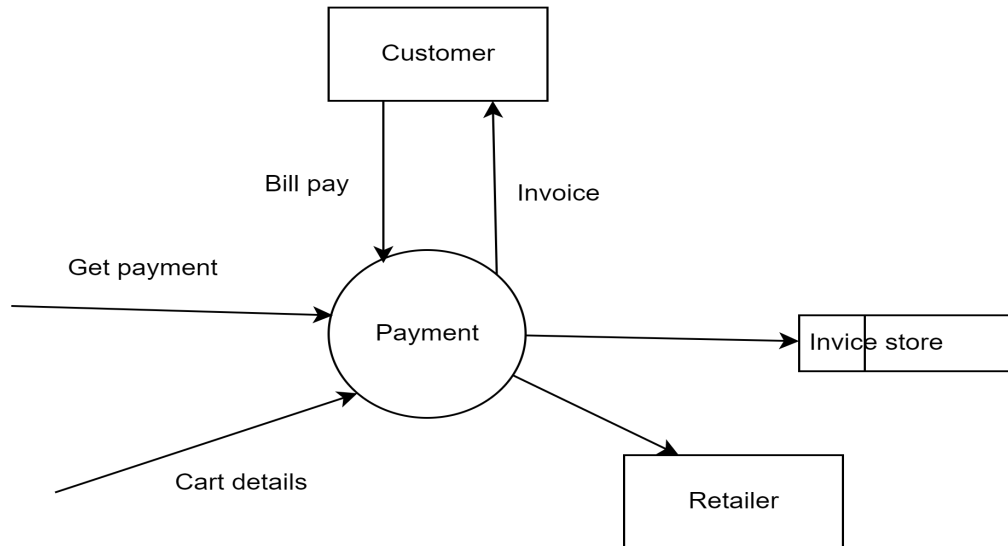 Customer
Bill pay
Invoice
Get payment
Payment
Invice store
Cart details
Retailer